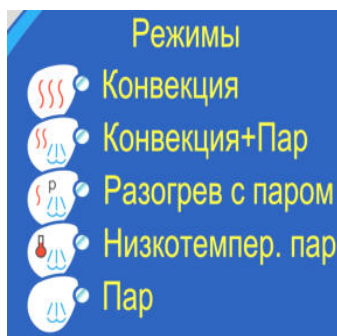 Режимы
Конвекция
Конвекция+Пар
p
Разогрев с паром
Низкотемпер. пар
Пар